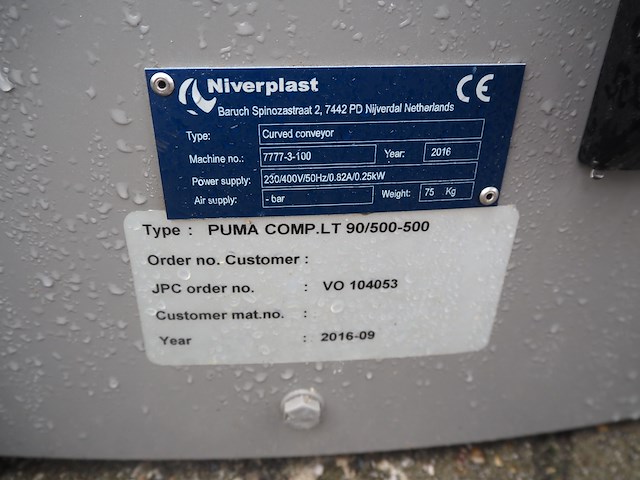 Niverplast CE
Baruch Spinozastraat 2, 7442 PD Nijverdal Netherlands
Type: Curved conveyor
Machine no.: 7777-3-100 Year: 2016
Power supply: 230/400V/50Hz/0.82A/0.25kW
Air supply: - bar Weight: 75 Kg
Type : PUMA COMP.LT 90/500-500
Order no. Customer :
JPC order no. : VO 104053
Customer mat.no. :
Year : 2016-09